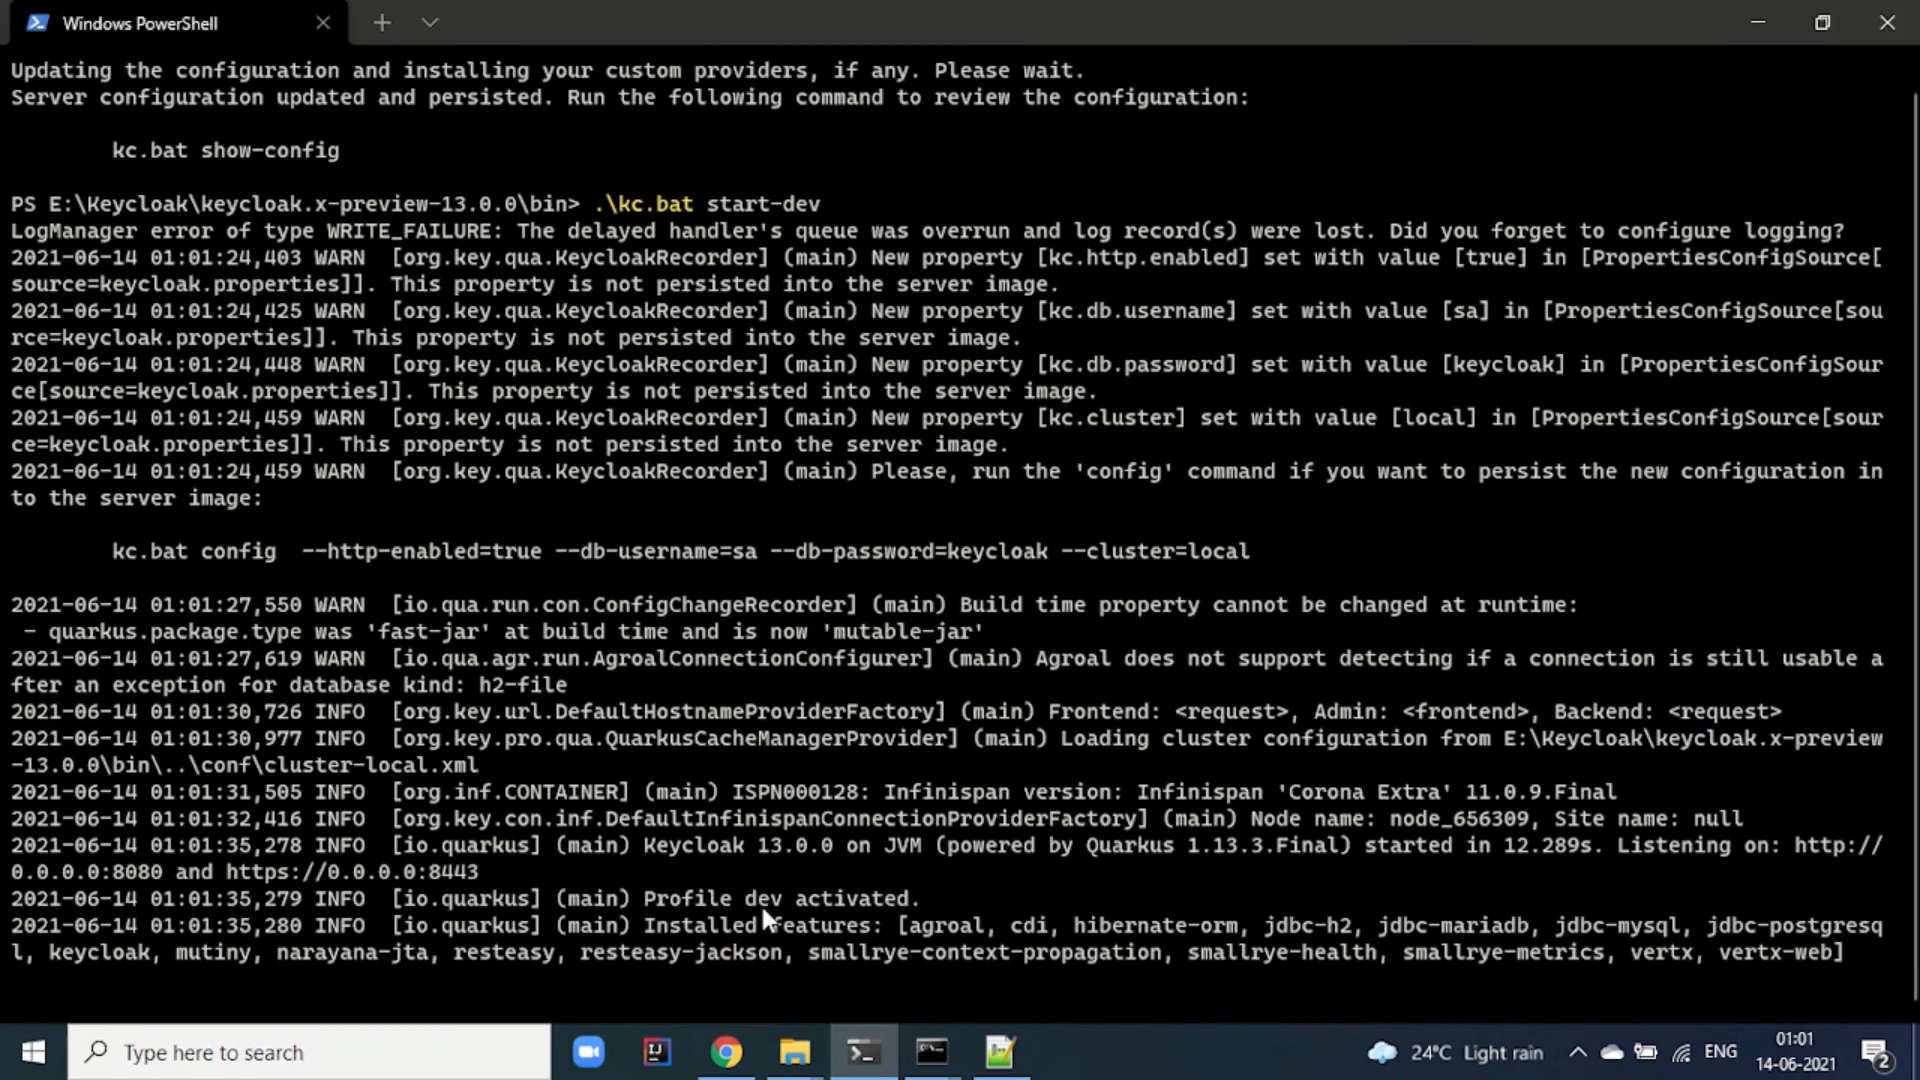 Windows PowerShell
Updating the configuration and installing your custom providers, if any. Please wait.
Server configuration updated and persisted. Run the following command to review the configuration:
kc.bat show-config
PS E:\Keycloak\keycloak.x-preview-13.0.0\bin> .\kc.bat start-dev
LogManager error of type WRITE_FAILURE: The delayed handler's queue was overrun and log record(s) were lost. Did you forget to configure logging?
2021-06-14 01:01:24,403 WARN  [org.key.qua.KeycloakRecorder] (main) New property [kc.http.enabled] set with value [true] in [PropertiesConfigSource[
source=keycloak.properties]]. This property is not persisted into the server image.
2021-06-14 01:01:24,425 WARN  [org.key.qua.KeycloakRecorder] (main) New property [kc.db.username] set with value [sa] in [PropertiesConfigSource[sou
rce=keycloak.properties]]. This property is not persisted into the server image.
2021-06-14 01:01:24,448 WARN  [org.key.qua.KeycloakRecorder] (main) New property [kc.db.password] set with value [keycloak] in [PropertiesConfigSour
ce[source=keycloak.properties]]. This property is not persisted into the server image.
2021-06-14 01:01:24,459 WARN  [org.key.qua.KeycloakRecorder] (main) New property [kc.cluster] set with value [local] in [PropertiesConfigSource[sour
ce=keycloak.properties]]. This property is not persisted into the server image.
2021-06-14 01:01:24,459 WARN  [org.key.qua.KeycloakRecorder] (main) Please, run the 'config' command if you want to persist the new configuration in
to the server image:
kc.bat config  --http-enabled=true --db-username=sa --db-password=keycloak --cluster=local
2021-06-14 01:01:27,550 WARN  [io.qua.run.con.ConfigChangeRecorder] (main) Build time property cannot be changed at runtime:
- quarkus.package.type was 'fast-jar' at build time and is now 'mutable-jar'
2021-06-14 01:01:27,619 WARN  [io.qua.agr.run.AgroalConnectionConfigurer] (main) Agroal does not support detecting if a connection is still usable a
fter an exception for database kind: h2-file
2021-06-14 01:01:30,726 INFO  [org.key.url.DefaultHostnameProviderFactory] (main) Frontend: <request>, Admin: <frontend>, Backend: <request>
2021-06-14 01:01:30,977 INFO  [org.key.pro.qua.QuarkusCacheManagerProvider] (main) Loading cluster configuration from E:\Keycloak\keycloak.x-preview
-13.0.0\bin\..\conf\cluster-local.xml
2021-06-14 01:01:31,505 INFO  [org.inf.CONTAINER] (main) ISPN000128: Infinispan version: Infinispan 'Corona Extra' 11.0.9.Final
2021-06-14 01:01:32,416 INFO  [org.key.con.inf.DefaultInfinispanConnectionProviderFactory] (main) Node name: node_656309, Site name: null
2021-06-14 01:01:35,278 INFO  [io.quarkus] (main) Keycloak 13.0.0 on JVM (powered by Quarkus 1.13.3.Final) started in 12.289s. Listening on: http://
0.0.0.0:8080 and https://0.0.0.0:8443
2021-06-14 01:01:35,279 INFO  [io.quarkus] (main) Profile dev activated.
2021-06-14 01:01:35,280 INFO  [io.quarkus] (main) Installed features: [agroal, cdi, hibernate-orm, jdbc-h2, jdbc-mariadb, jdbc-mysql, jdbc-postgresq
l, keycloak, mutiny, narayana-jta, resteasy, resteasy-jackson, smallrye-context-propagation, smallrye-health, smallrye-metrics, vertx, vertx-web]
Type here to search
IJ
24°C Light rain
ENG
01:01
14-06-2021
2